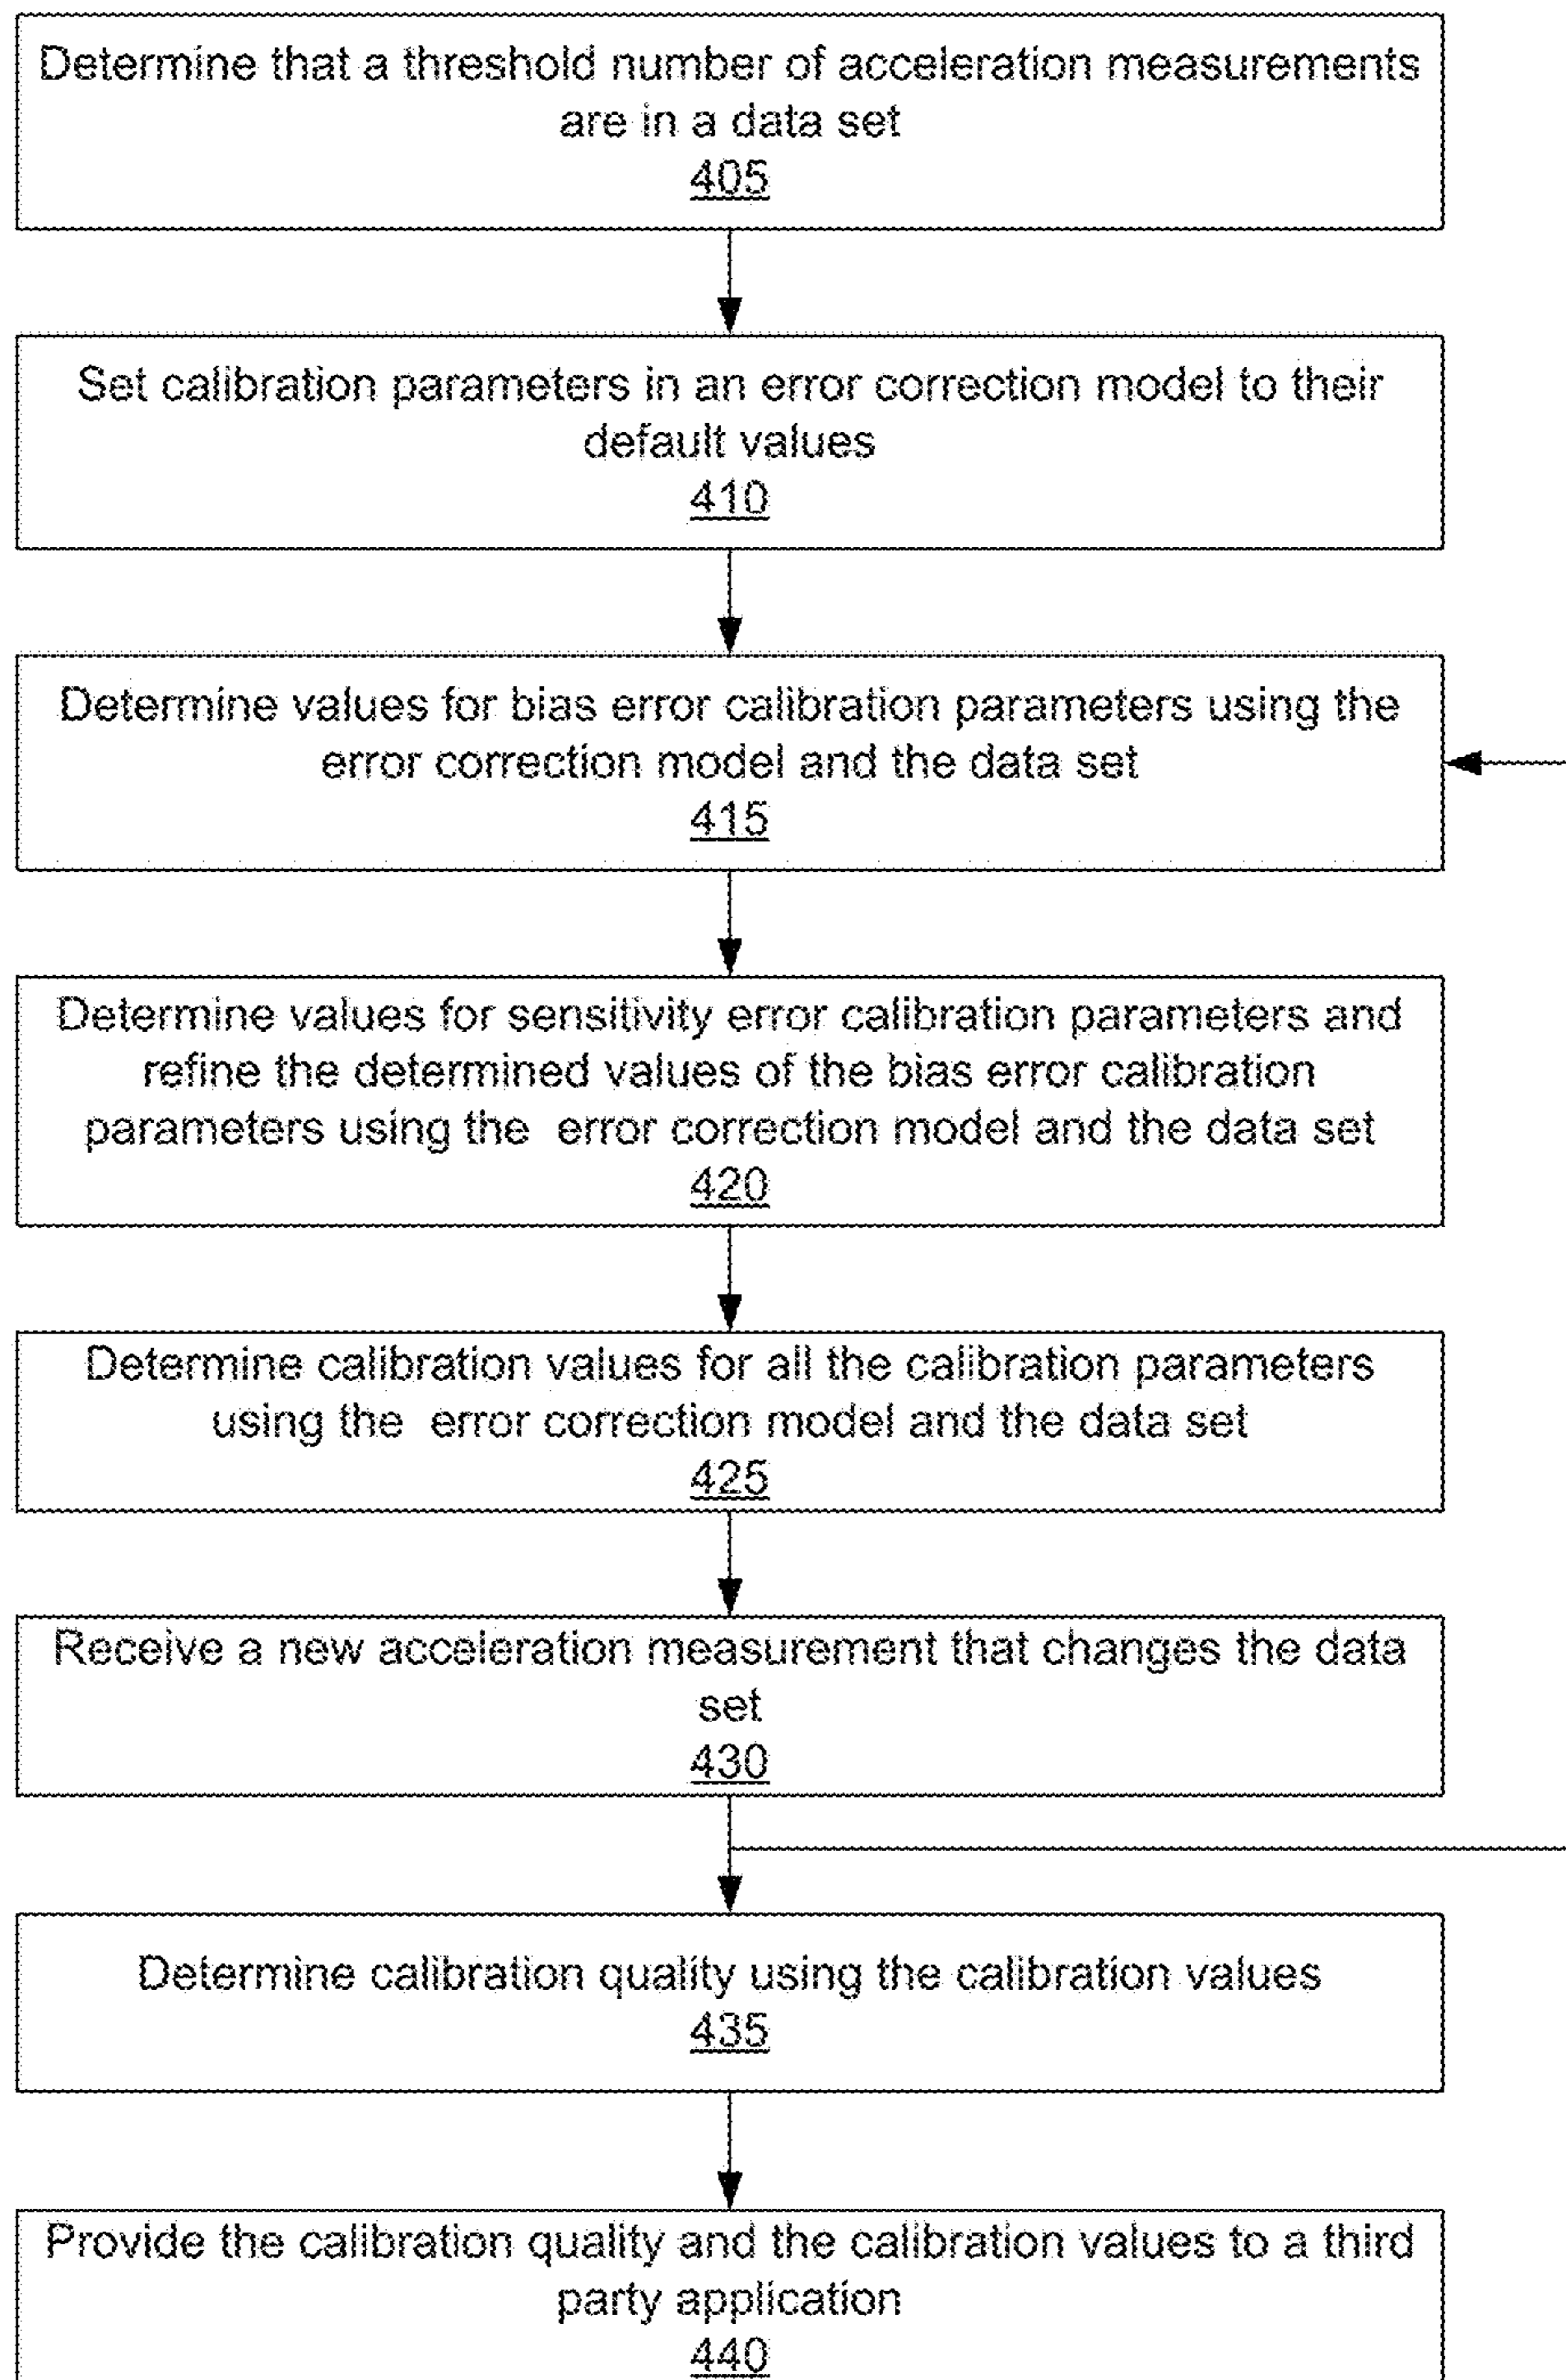 Determine that a threshold number of acceleration measurements
are in a data set
405
Set calibration parameters in an error correction model to their
default values
410
Determine values for bias error calibration parameters using the
error correction model and the data set
415
Determine values for sensitivity error calibration parameters and
refine the determined values of the bias error calibration
parameters using the error correction model and the data set
420
Determine calibration values for all the calibration parameters
using the error correction model and the data set
425
Receive a new acceleration measurement that changes the data
set
430
Determine calibration quality using the calibration values
435
Provide the calibration quality and the calibration values to a third
party application
440